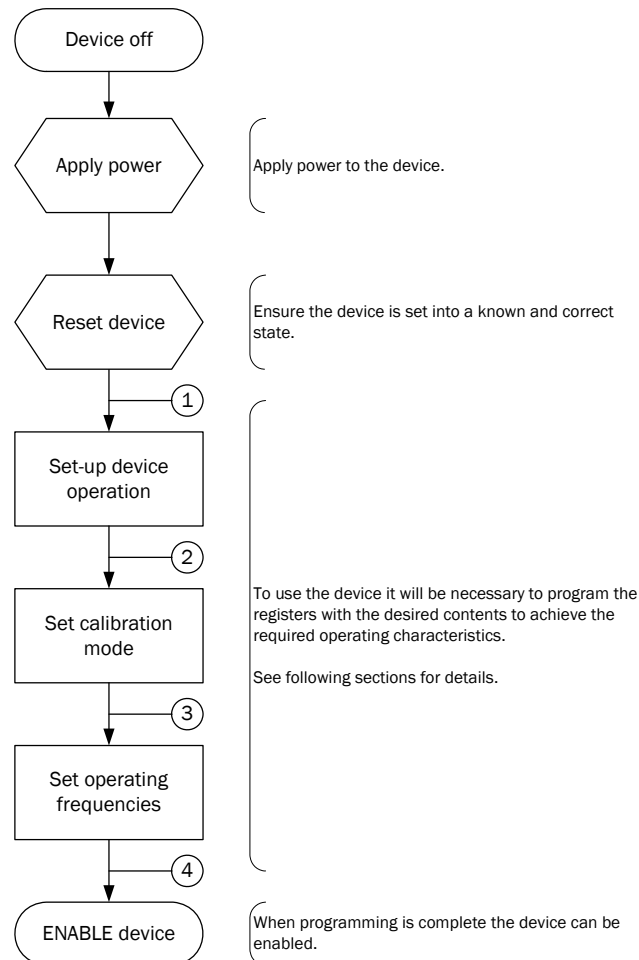 Device off
Apply power
Apply power to the device.
Reset device
Ensure the device is set into a known and correct
state.
1
Set-up device
operation
2
Set calibration
mode
To use the device it will be necessary to program the
registers with the desired contents to achieve the
required operating characteristics.
See following sections for details.
3
Set operating
frequencies
4
ENABLE device
When programming is complete the device can be
enabled.